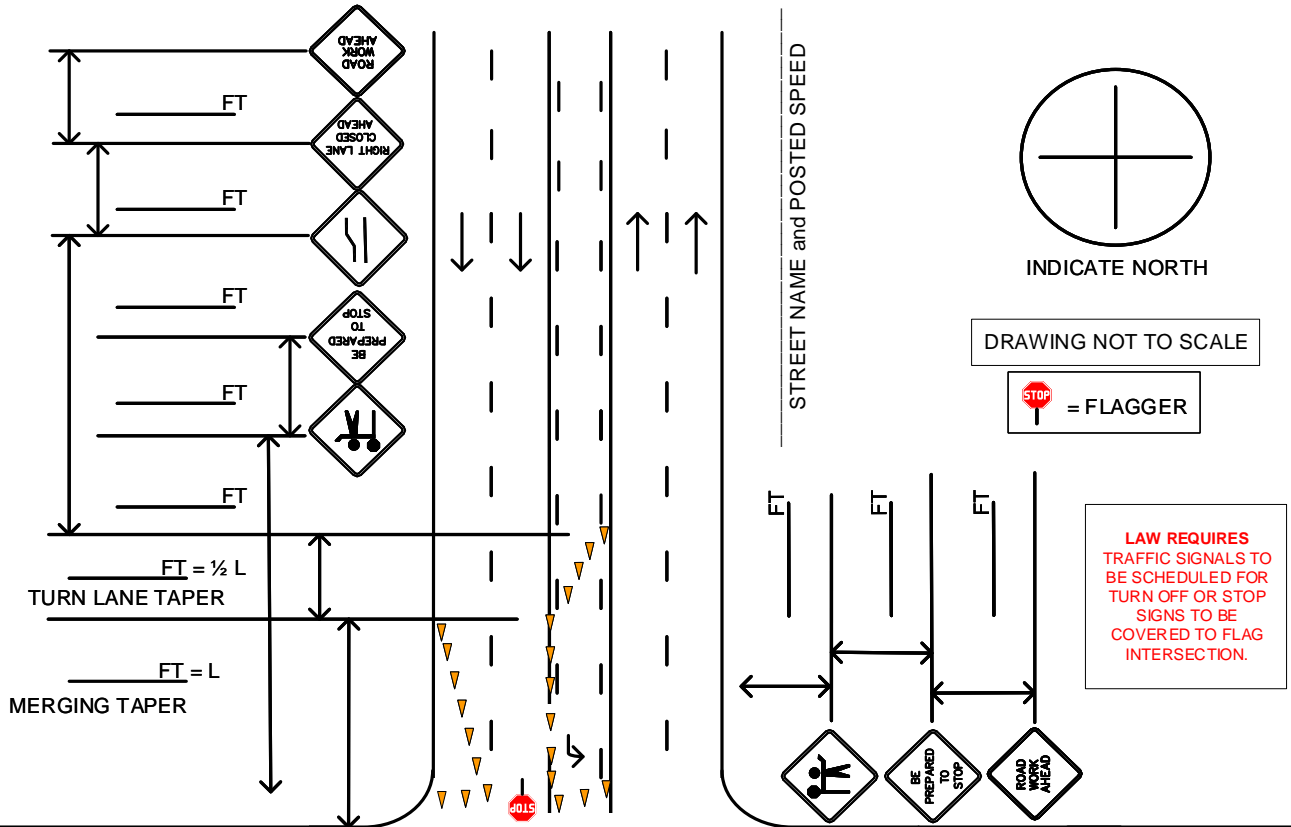 ROAD
WORK
AHEAD
FT
RIGHT LANE
CLOSED
AHEAD
FT
FT
BE
PREPARED
TO
STOP
FT
FT
FT = ½ L
TURN LANE TAPER
FT = L
MERGING TAPER
STOP
STREET NAME and POSTED SPEED
INDICATE NORTH
DRAWING NOT TO SCALE
STOP
= FLAGGER
FT
FT
FT
LAW REQUIRES
TRAFFIC SIGNALS TO
BE SCHEDULED FOR
TURN OFF OR STOP
SIGNS TO BE
COVERED TO FLAG
INTERSECTION.
BE
PREPARED
TO
STOP
ROAD
WORK
AHEAD